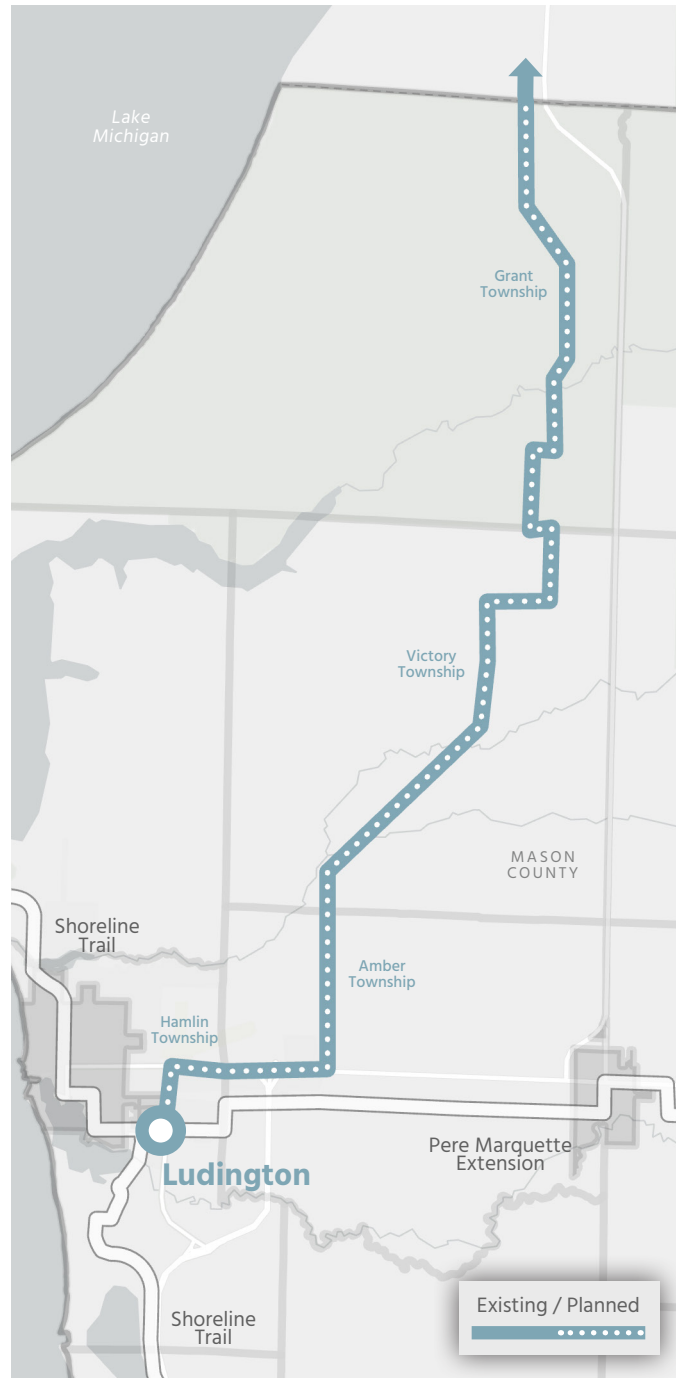 Lake
Michigan
Grant
Township
Victory
Township
MASON
COUNTY
Shoreline
Trail
Amber
Township
Hamlin
Township
Pere Marquette
Extension
Ludington
Existing / Planned
Shoreline
Trail